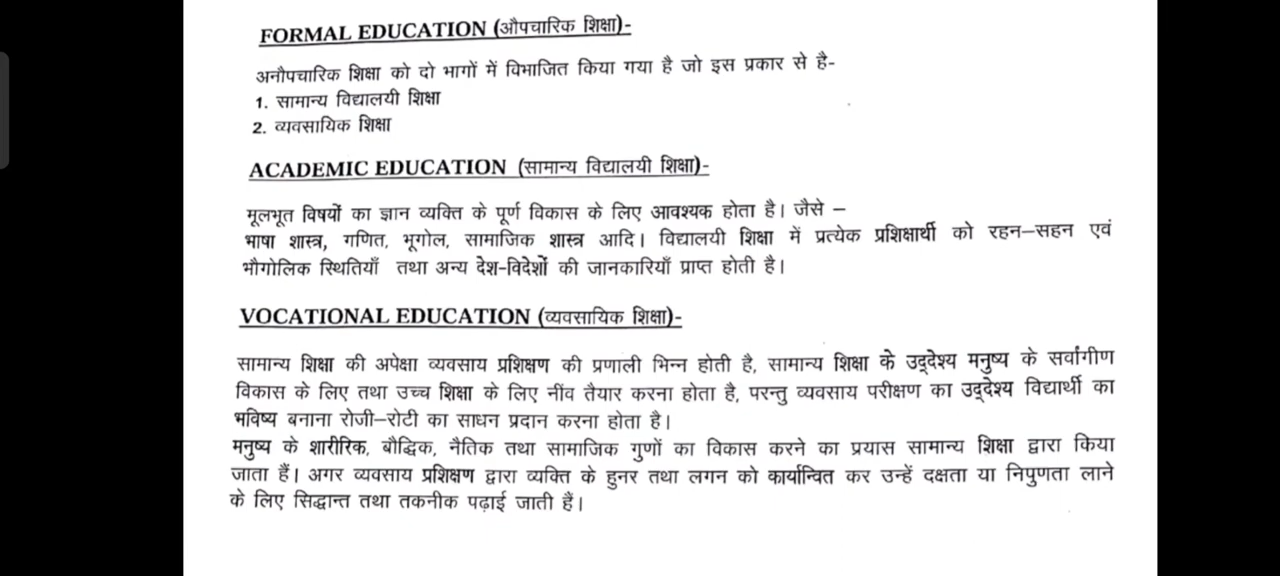 FORMAL EDUCATION (औपचारिक शिक्षा)-
अनौपचारिक शिक्षा को दो भागों में विभाजित किया गया है जो इस प्रकार से है-
1. सामान्य विद्यालयी शिक्षा
2. व्यवसायिक शिक्षा
ACADEMIC EDUCATION (सामान्य विद्यालयी शिक्षा)-
मूलभूत विषयों का ज्ञान व्यक्ति के पूर्ण विकास के लिए आवश्यक होता है। जैसे –
भाषा शास्त्र, गणित, भूगोल, सामाजिक शास्त्र आदि। विद्यालयी शिक्षा में प्रत्येक प्रशिक्षार्थी को रहन–सहन एवं
भौगोलिक स्थितियाँ तथा अन्य देश-विदेशों की जानकारियाँ प्राप्त होती है।
VOCATIONAL EDUCATION (व्यवसायिक शिक्षा)-
सामान्य शिक्षा की अपेक्षा व्यवसाय प्रशिक्षण की प्रणाली भिन्न होती है, सामान्य शिक्षा के उद्देश्य मनुष्य के सर्वांगीण
विकास के लिए तथा उच्च शिक्षा के लिए नींव तैयार करना होता है, परन्तु व्यवसाय परीक्षण का उद्देश्य विद्यार्थी का
भविष्य बनाना रोजी–रोटी का साधन प्रदान करना होता है।
मनुष्य के शारीरिक, बौद्धिक, नैतिक तथा सामाजिक गुणों का विकास करने का प्रयास सामान्य शिक्षा द्वारा किया
जाता हैं। अगर व्यवसाय प्रशिक्षण द्वारा व्यक्ति के हुनर तथा लगन को कार्यान्वित कर उन्हें दक्षता या निपुणता लाने
के लिए सिद्धान्त तथा तकनीक पढ़ाई जाती हैं।